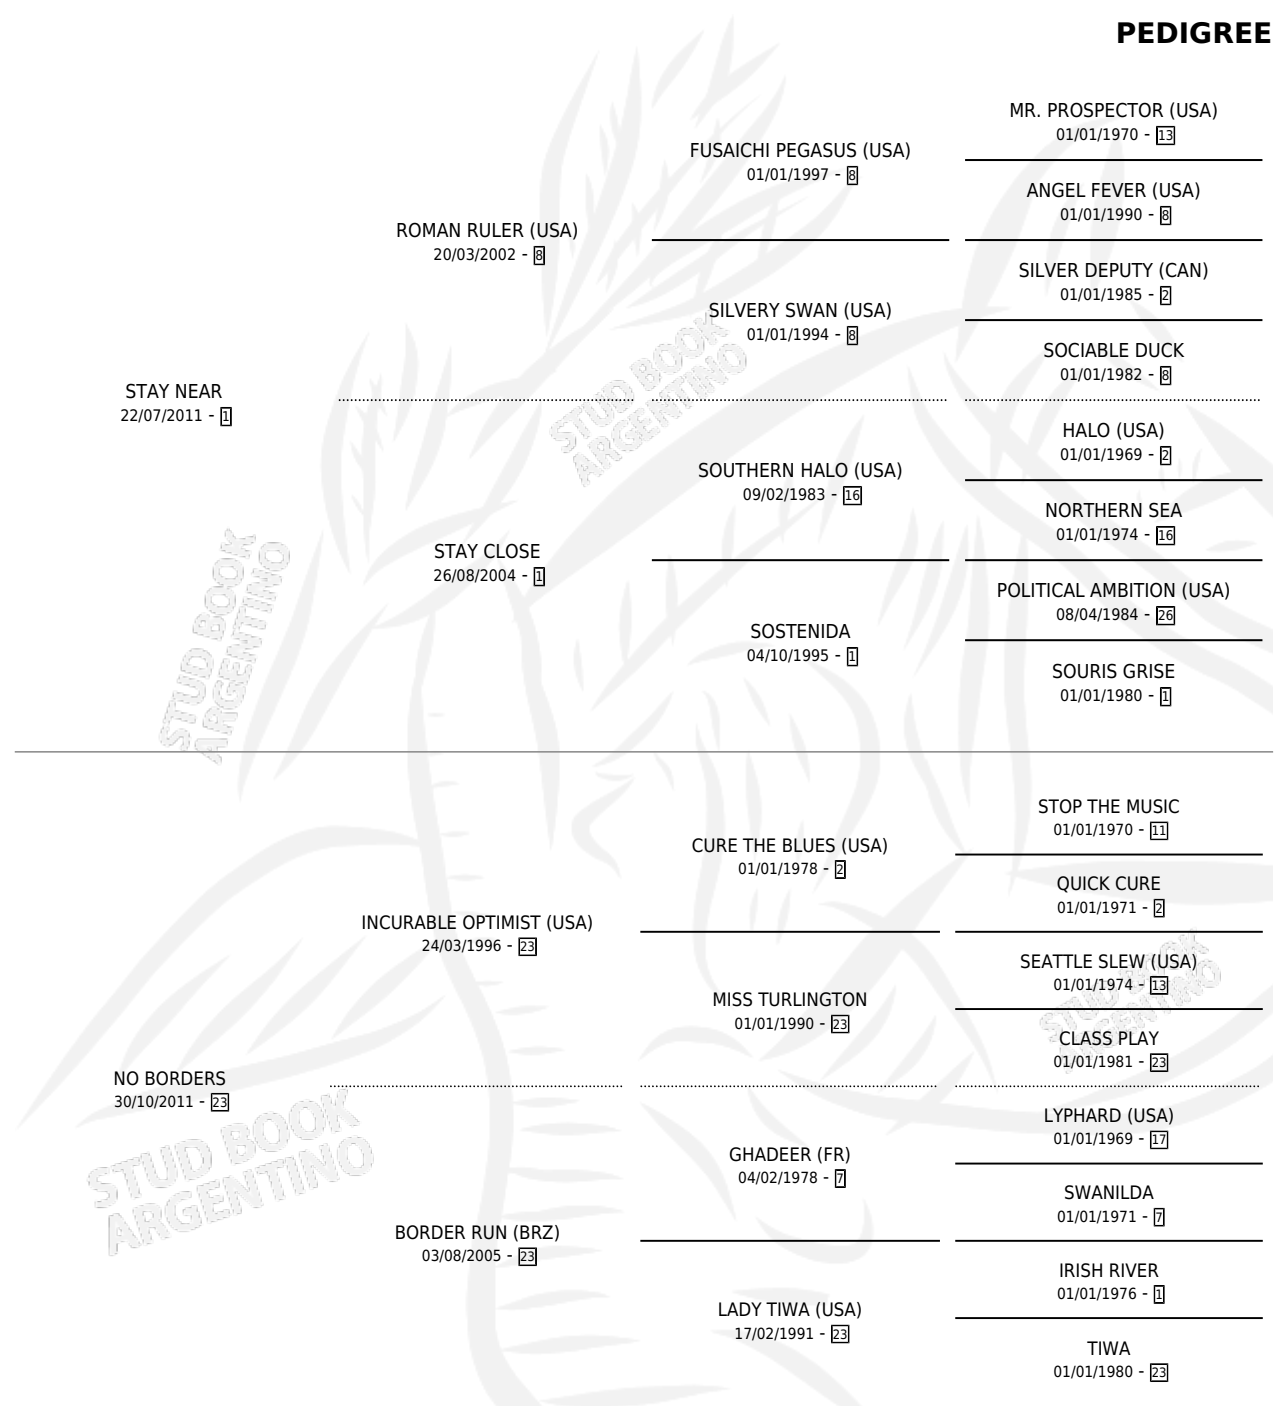 PEDIGREE
MR. PROSPECTOR (USA)
01/01/1970 - 13
FUSAICHI PEGASUS (USA)
01/01/1997 - 8
ANGEL FEVER (USA)
01/01/1990 - 8
ROMAN RULER (USA)
20/03/2002 - 8
SILVER DEPUTY (CAN)
01/01/1985 - 2
SILVERY SWAN (USA)
01/01/1994 - 8
SOCIABLE DUCK
01/01/1982 - 8
STUD BOOK
ARGENTINO
STAY NEAR
22/07/2011 - 1
HALO (USA)
01/01/1969 - 2
SOUTHERN HALO (USA)
09/02/1983 - 16
NORTHERN SEA
01/01/1974 - 16
STAY CLOSE
26/08/2004 - 1
POLITICAL AMBITION (USA)
08/04/1984 - 26
SOSTENIDA
04/10/1995 - 1
SOURIS GRISE
01/01/1980 - 1
STUD BOOK
ARGENTINO
STOP THE MUSIC
01/01/1970 - 11
CURE THE BLUES (USA)
01/01/1978 - 2
QUICK CURE
01/01/1971 - 2
INCURABLE OPTIMIST (USA)
24/03/1996 - 23
SEATTLE SLEW (USA)
01/01/1974 - 13
MISS TURLINGTON
01/01/1990 - 23
STUD BOOK
ARGENTINO
CLASS PLAY
01/01/1981 - 23
NO BORDERS
30/10/2011 - 23
LYPHARD (USA)
01/01/1969 - 17
GHADEER (FR)
04/02/1978 - 7
STUD BOOK
ARGENTINO
SWANILDA
01/01/1971 - 7
BORDER RUN (BRZ)
03/08/2005 - 23
IRISH RIVER
01/01/1976 - 1
LADY TIWA (USA)
17/02/1991 - 23
TIWA
01/01/1980 - 23